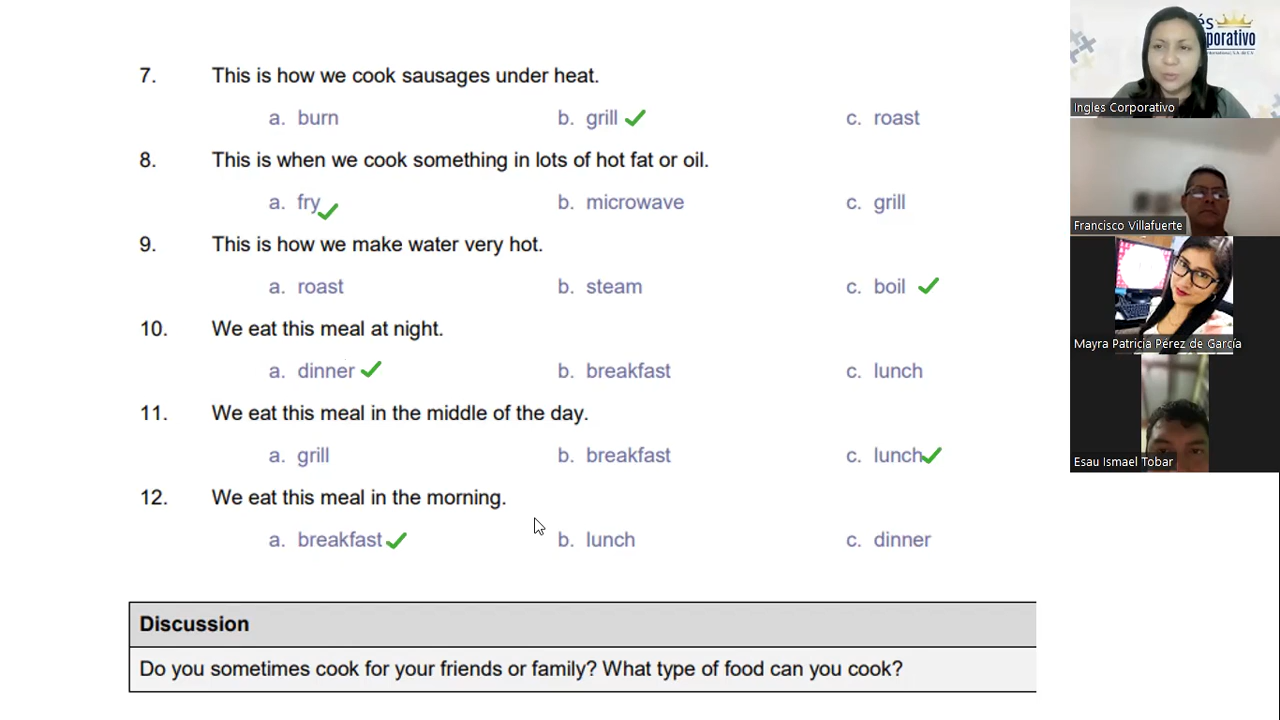 7. This is how we cook sausages under heat.
a. burn b. grill c. roast
8. This is when we cook something in lots of hot fat or oil.
a. fry b. microwave c. grill
9. This is how we make water very hot.
a. roast b. steam c. boil
10. We eat this meal at night.
a. dinner b. breakfast c. lunch
11. We eat this meal in the middle of the day.
a. grill b. breakfast c. lunch
12. We eat this meal in the morning.
a. breakfast b. lunch c. dinner
Discussion
Do you sometimes cook for your friends or family? What type of food can you cook?
Ingles Corporativo
Francisco Villafuerte
Mayra Patricia Pérez de García
Esau Ismael Tobar